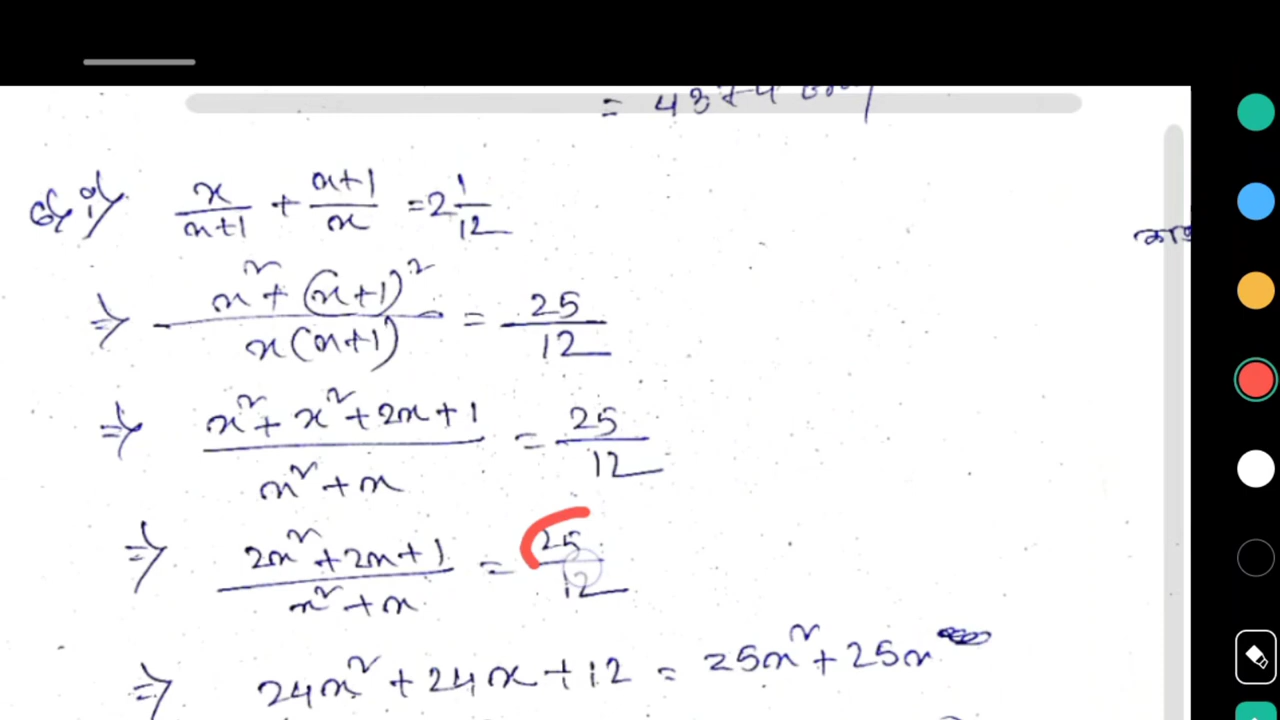 x/(x+1) + (x+1)/x = 2 1/12
⇒ (x² + (x+1)²)/(x(x+1)) = 25/12
⇒ (x² + x² + 2x + 1)/(x² + x) = 25/12
⇒ (2x² + 2x + 1)/(x² + x) = 25/12
⇒ 24x² + 24x + 12 = 25x² + 25x